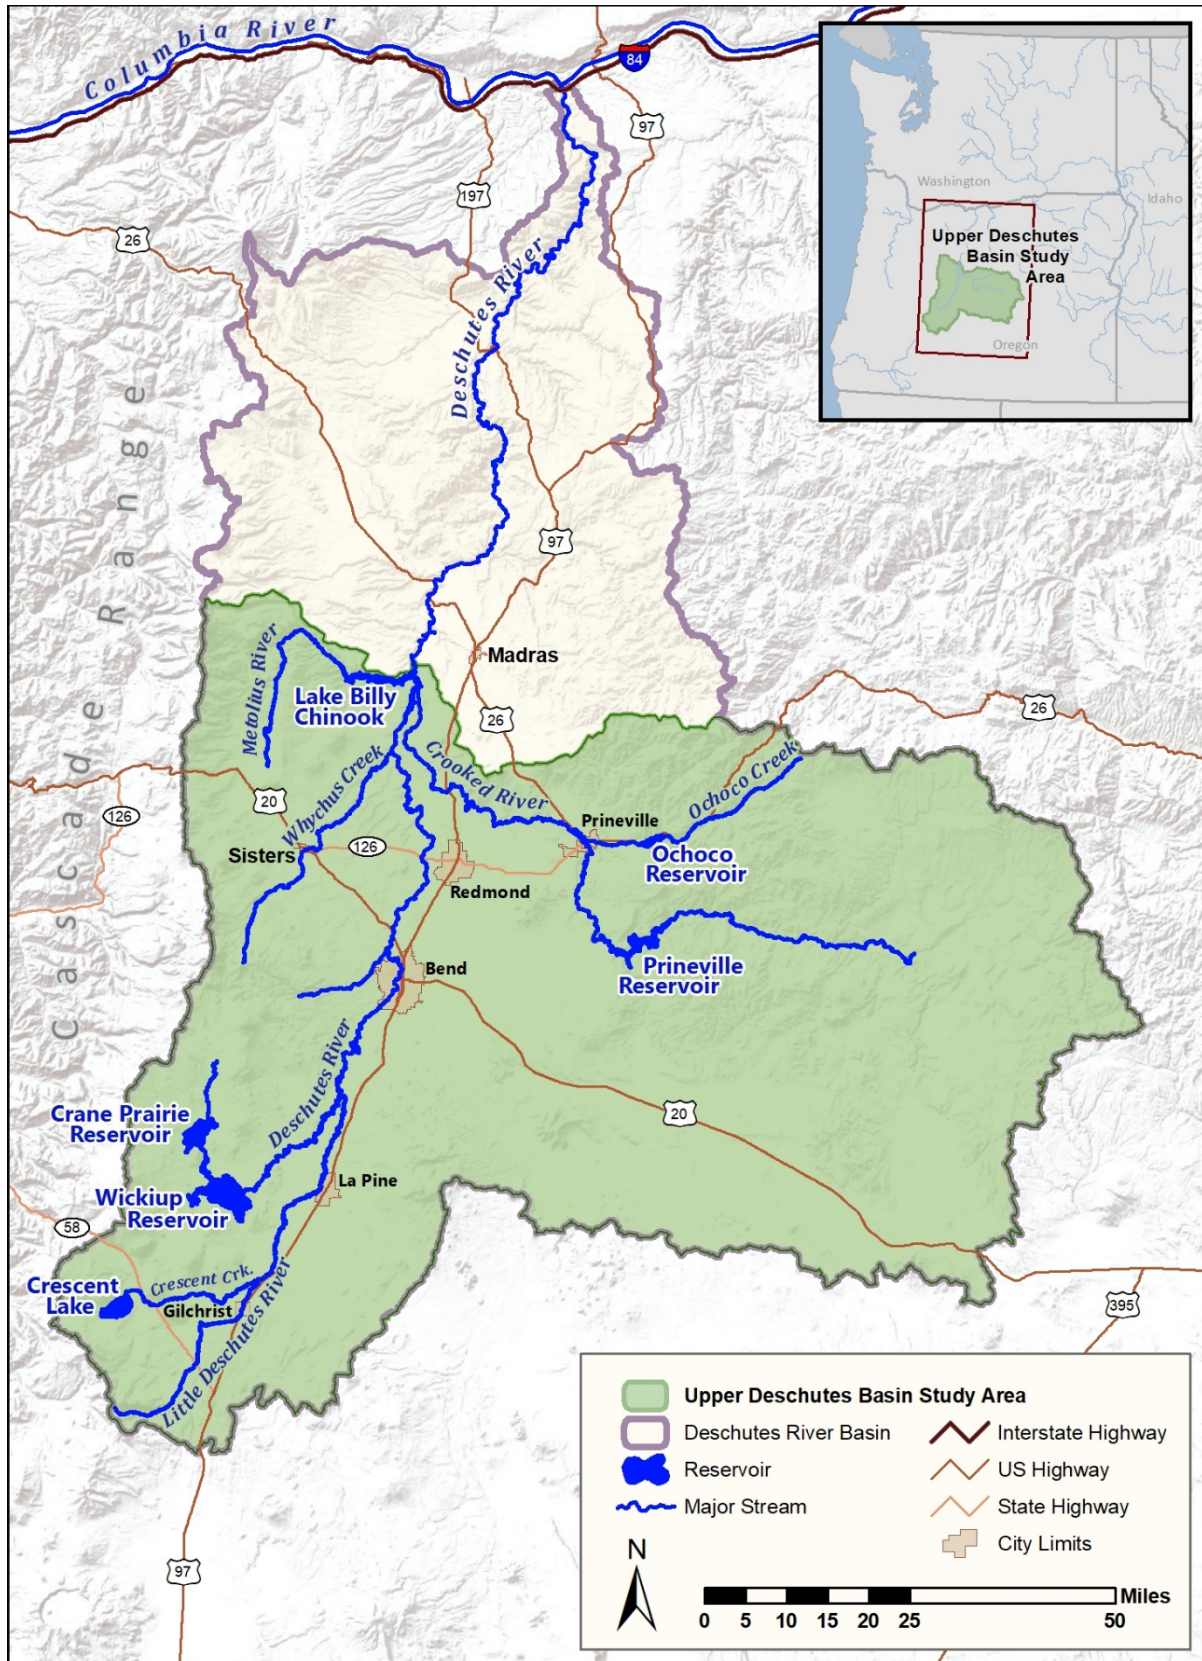 Columbia River
84
97
197
26
Washington
Idaho
Upper Deschutes
Basin Study
Area
Oregon
Deschutes River
Cascade Range
97
Metolius River
Madras
Lake Billy
Chinook
26
26
Whychus Creek
Crooked River
Ochoco Creek
20
126
Sisters
126
Prineville
Ochoco
Reservoir
Redmond
Bend
Prineville
Reservoir
Deschutes River
Crane Prairie
Reservoir
20
La Pine
Wickiup
Reservoir
58
Crescent
Lake
Crescent Crk.
Gilchrist
Little Deschutes River
395
97
Upper Deschutes Basin Study Area
Deschutes River Basin
Interstate Highway
Reservoir
US Highway
Major Stream
State Highway
City Limits
N
Miles
0 5 10 15 20 25 50